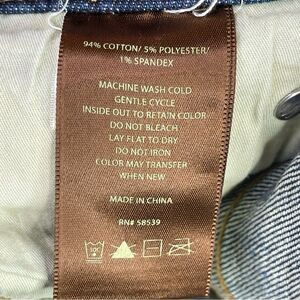 94% COTTON/ 5% POLYESTER/
1% SPANDEX
MACHINE WASH COLD
GENTLE CYCLE
INSIDE OUT TO RETAIN COLOR
DO NOT BLEACH
LAY FLAT TO DRY
DO NOT IRON
COLOR MAY TRANSFER
WHEN NEW
MADE IN CHINA
RN# 58539